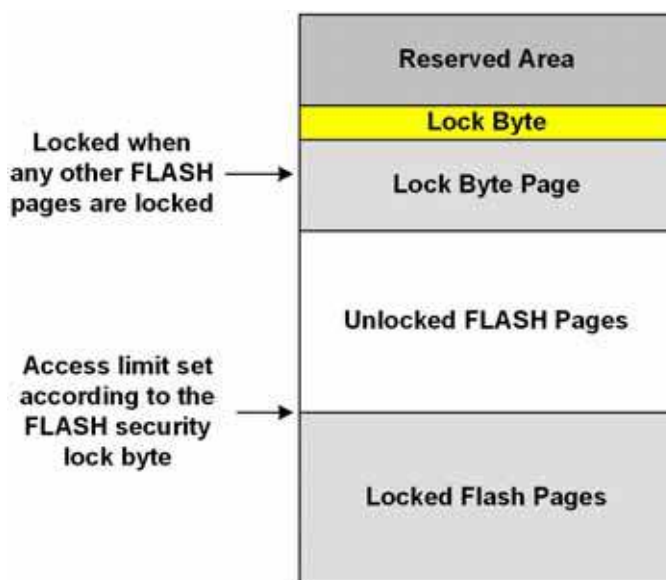 Reserved Area
Lock Byte
Locked when
any other FLASH
pages are locked
Lock Byte Page
Unlocked FLASH Pages
Access limit set
according to the
FLASH security
lock byte
Locked Flash Pages